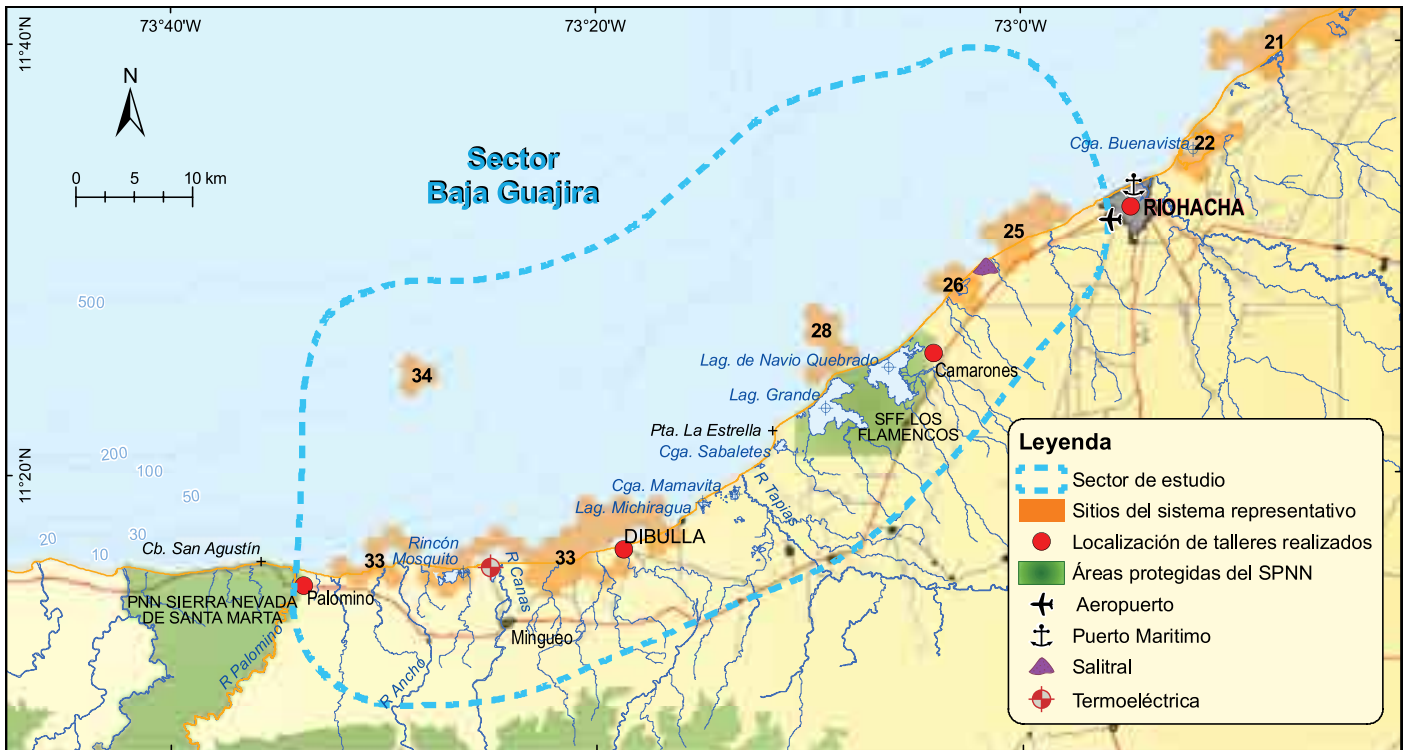 73°40'W
73°20'W
73°0'W
11°40'N
N
0 5 10 km
Sector
Baja Guajira
21
Cga. Buenavista
22
RIOHACHA
25
26
500
28
Lag. de Navio Quebrado
34
Camarones
Lag. Grande
SFF LOS
FLAMENCOS
Pta. La Estrella
Cga. Sabaletes
11°20'N
200
100
50
R Tapias
Cga. Mamavita
Lag. Michiragua
20
10
30
Cb. San Agustín
33
Rincón
Mosquito
R Cañas
33
DIBULLA
PNN SIERRA NEVADA
DE SANTA MARTA
Palomino
R Palomino
R Ancho
Mingueo
Leyenda
Sector de estudio
Sitios del sistema representativo
Localización de talleres realizados
Áreas protegidas del SPNN
Aeropuerto
Puerto Maritimo
Salitral
Termoeléctrica